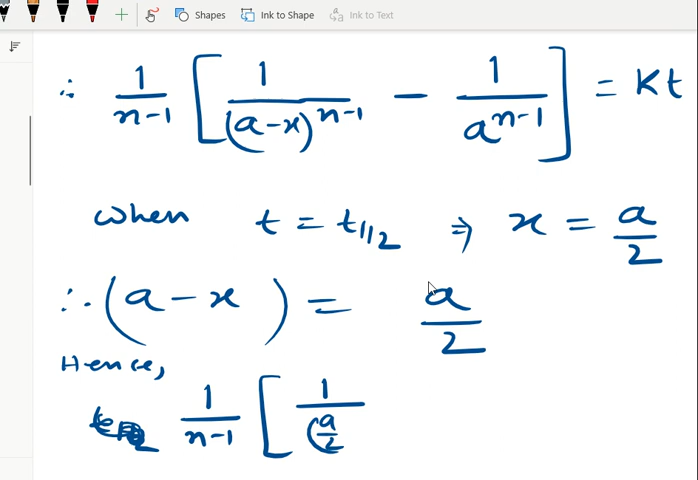 Shapes Ink to Shape Ink to Text
∴ 1/(n-1) [ 1/(a-x)^(n-1) - 1/a^(n-1) ] = Kt
when t = t1/2 ⇒ x = a/2
∴ (a-x) = a/2
Hence,
1/(n-1) [ 1/(a/2